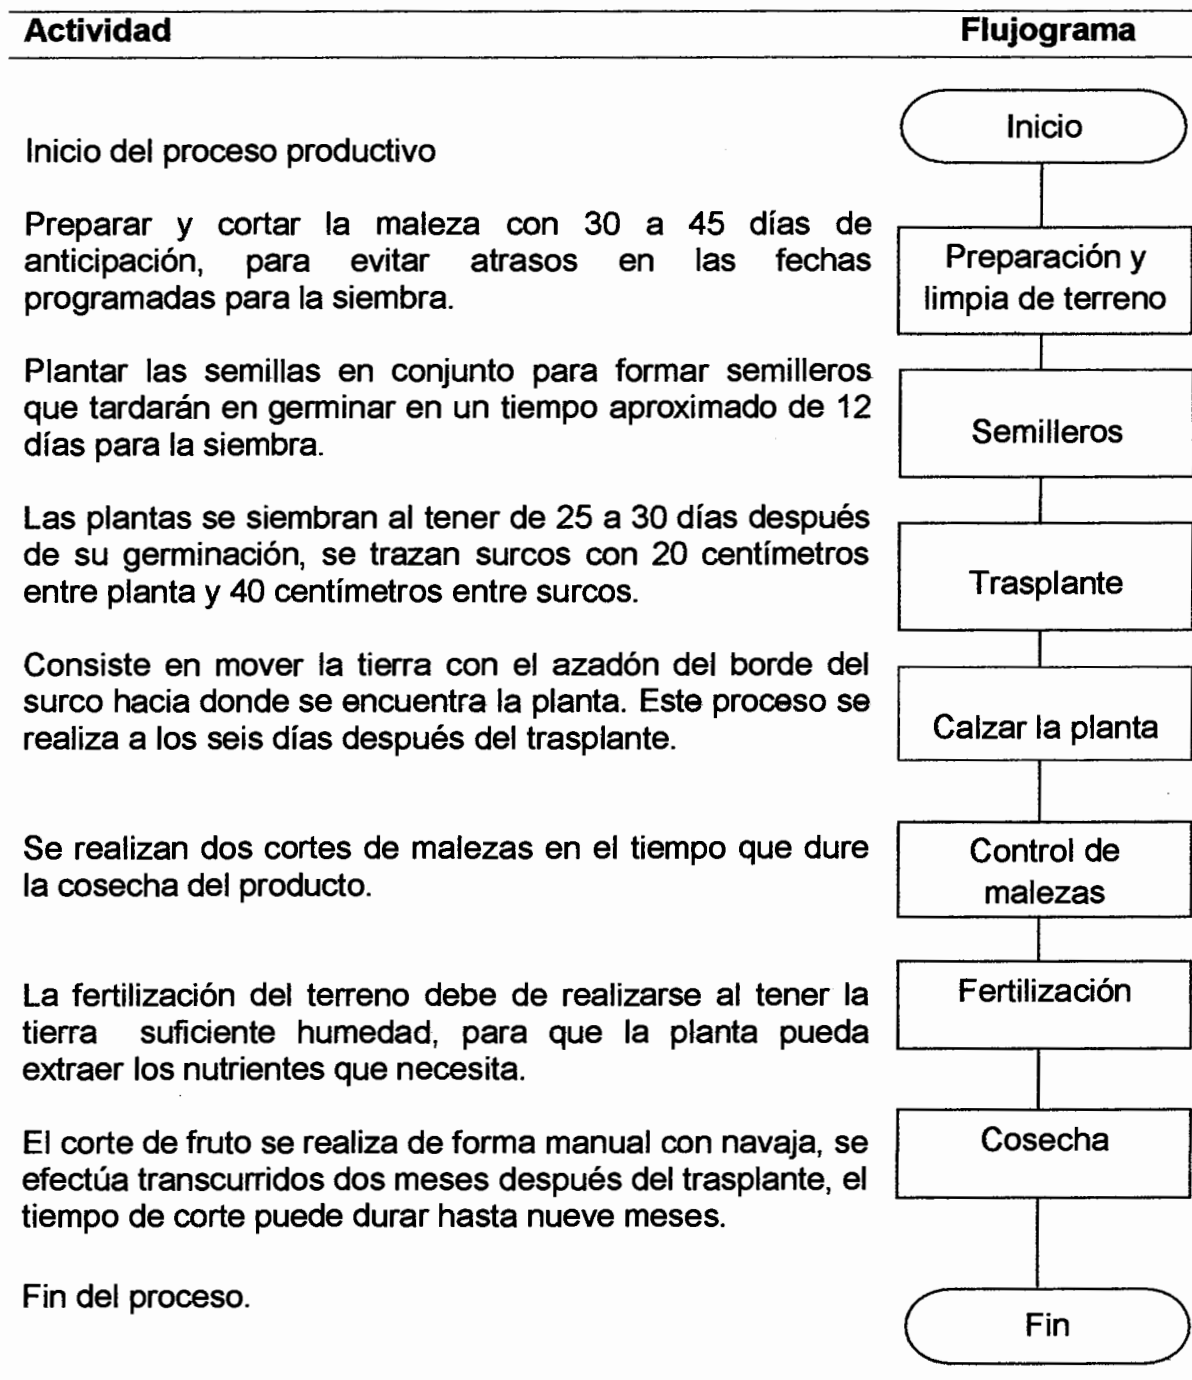 Actividad Flujograma
Inicio
Inicio del proceso productivo
Preparar y cortar la maleza con 30 a 45 días de
anticipación, para evitar atrasos en las fechas
programadas para la siembra.
Preparación y
limpia de terreno
Plantar las semillas en conjunto para formar semilleros
que tardarán en germinar en un tiempo aproximado de 12
días para la siembra.
Semilleros
Las plantas se siembran al tener de 25 a 30 días después
de su germinación, se trazan surcos con 20 centímetros
entre planta y 40 centímetros entre surcos.
Trasplante
Consiste en mover la tierra con el azadón del borde del
surco hacia donde se encuentra la planta. Este proceso se
realiza a los seis días después del trasplante.
Calzar la planta
Se realizan dos cortes de malezas en el tiempo que dure
la cosecha del producto.
Control de
malezas
La fertilización del terreno debe de realizarse al tener la
tierra suficiente humedad, para que la planta pueda
extraer los nutrientes que necesita.
Fertilización
El corte de fruto se realiza de forma manual con navaja, se
efectúa transcurridos dos meses después del trasplante, el
tiempo de corte puede durar hasta nueve meses.
Cosecha
Fin del proceso.
Fin